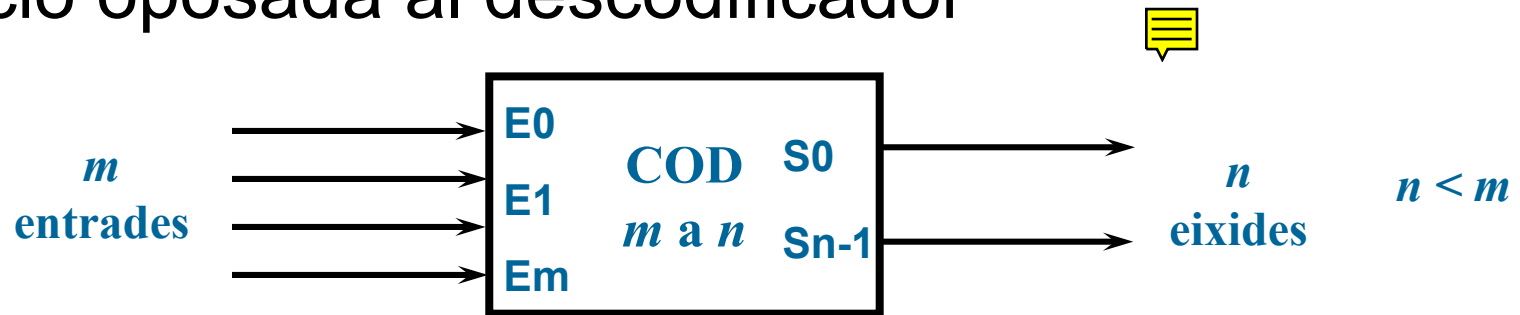 oposada al descodificador
m
entrades
E0
E1
Em
COD
m a n
S0
Sn-1
n
eixides
n < m